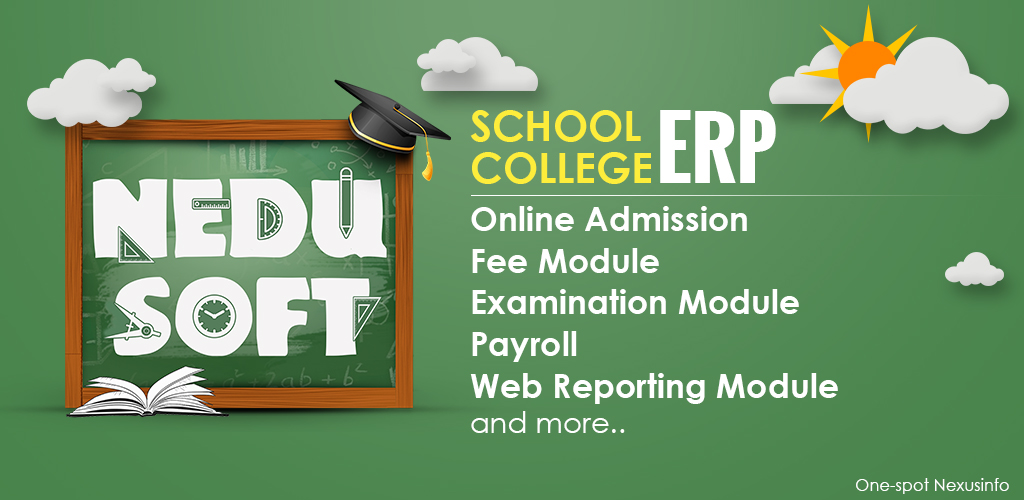 NEDU
SOFT
SCHOOL
COLLEGE
ERP
Online Admission
Fee Module
Examination Module
Payroll
Web Reporting Module
and more..
One-spot Nexusinfo